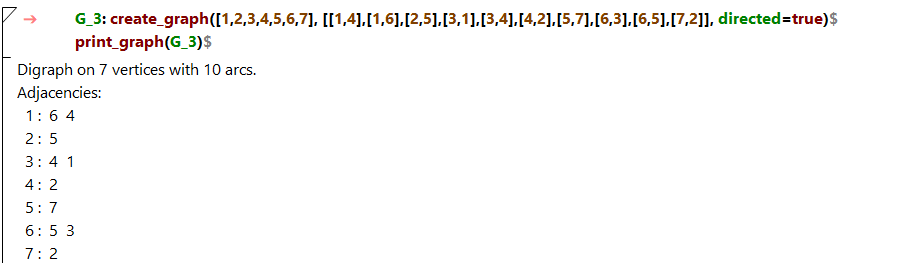 → G_3: create_graph([1,2,3,4,5,6,7], [[1,4],[1,6],[2,5],[3,1],[3,4],[4,2],[5,7],[6,3],[6,5],[7,2]], directed=true)$
print_graph(G_3)$
Digraph on 7 vertices with 10 arcs.
Adjacencies:
1 : 6 4
2 : 5
3 : 4 1
4 : 2
5 : 7
6 : 5 3
7 : 2